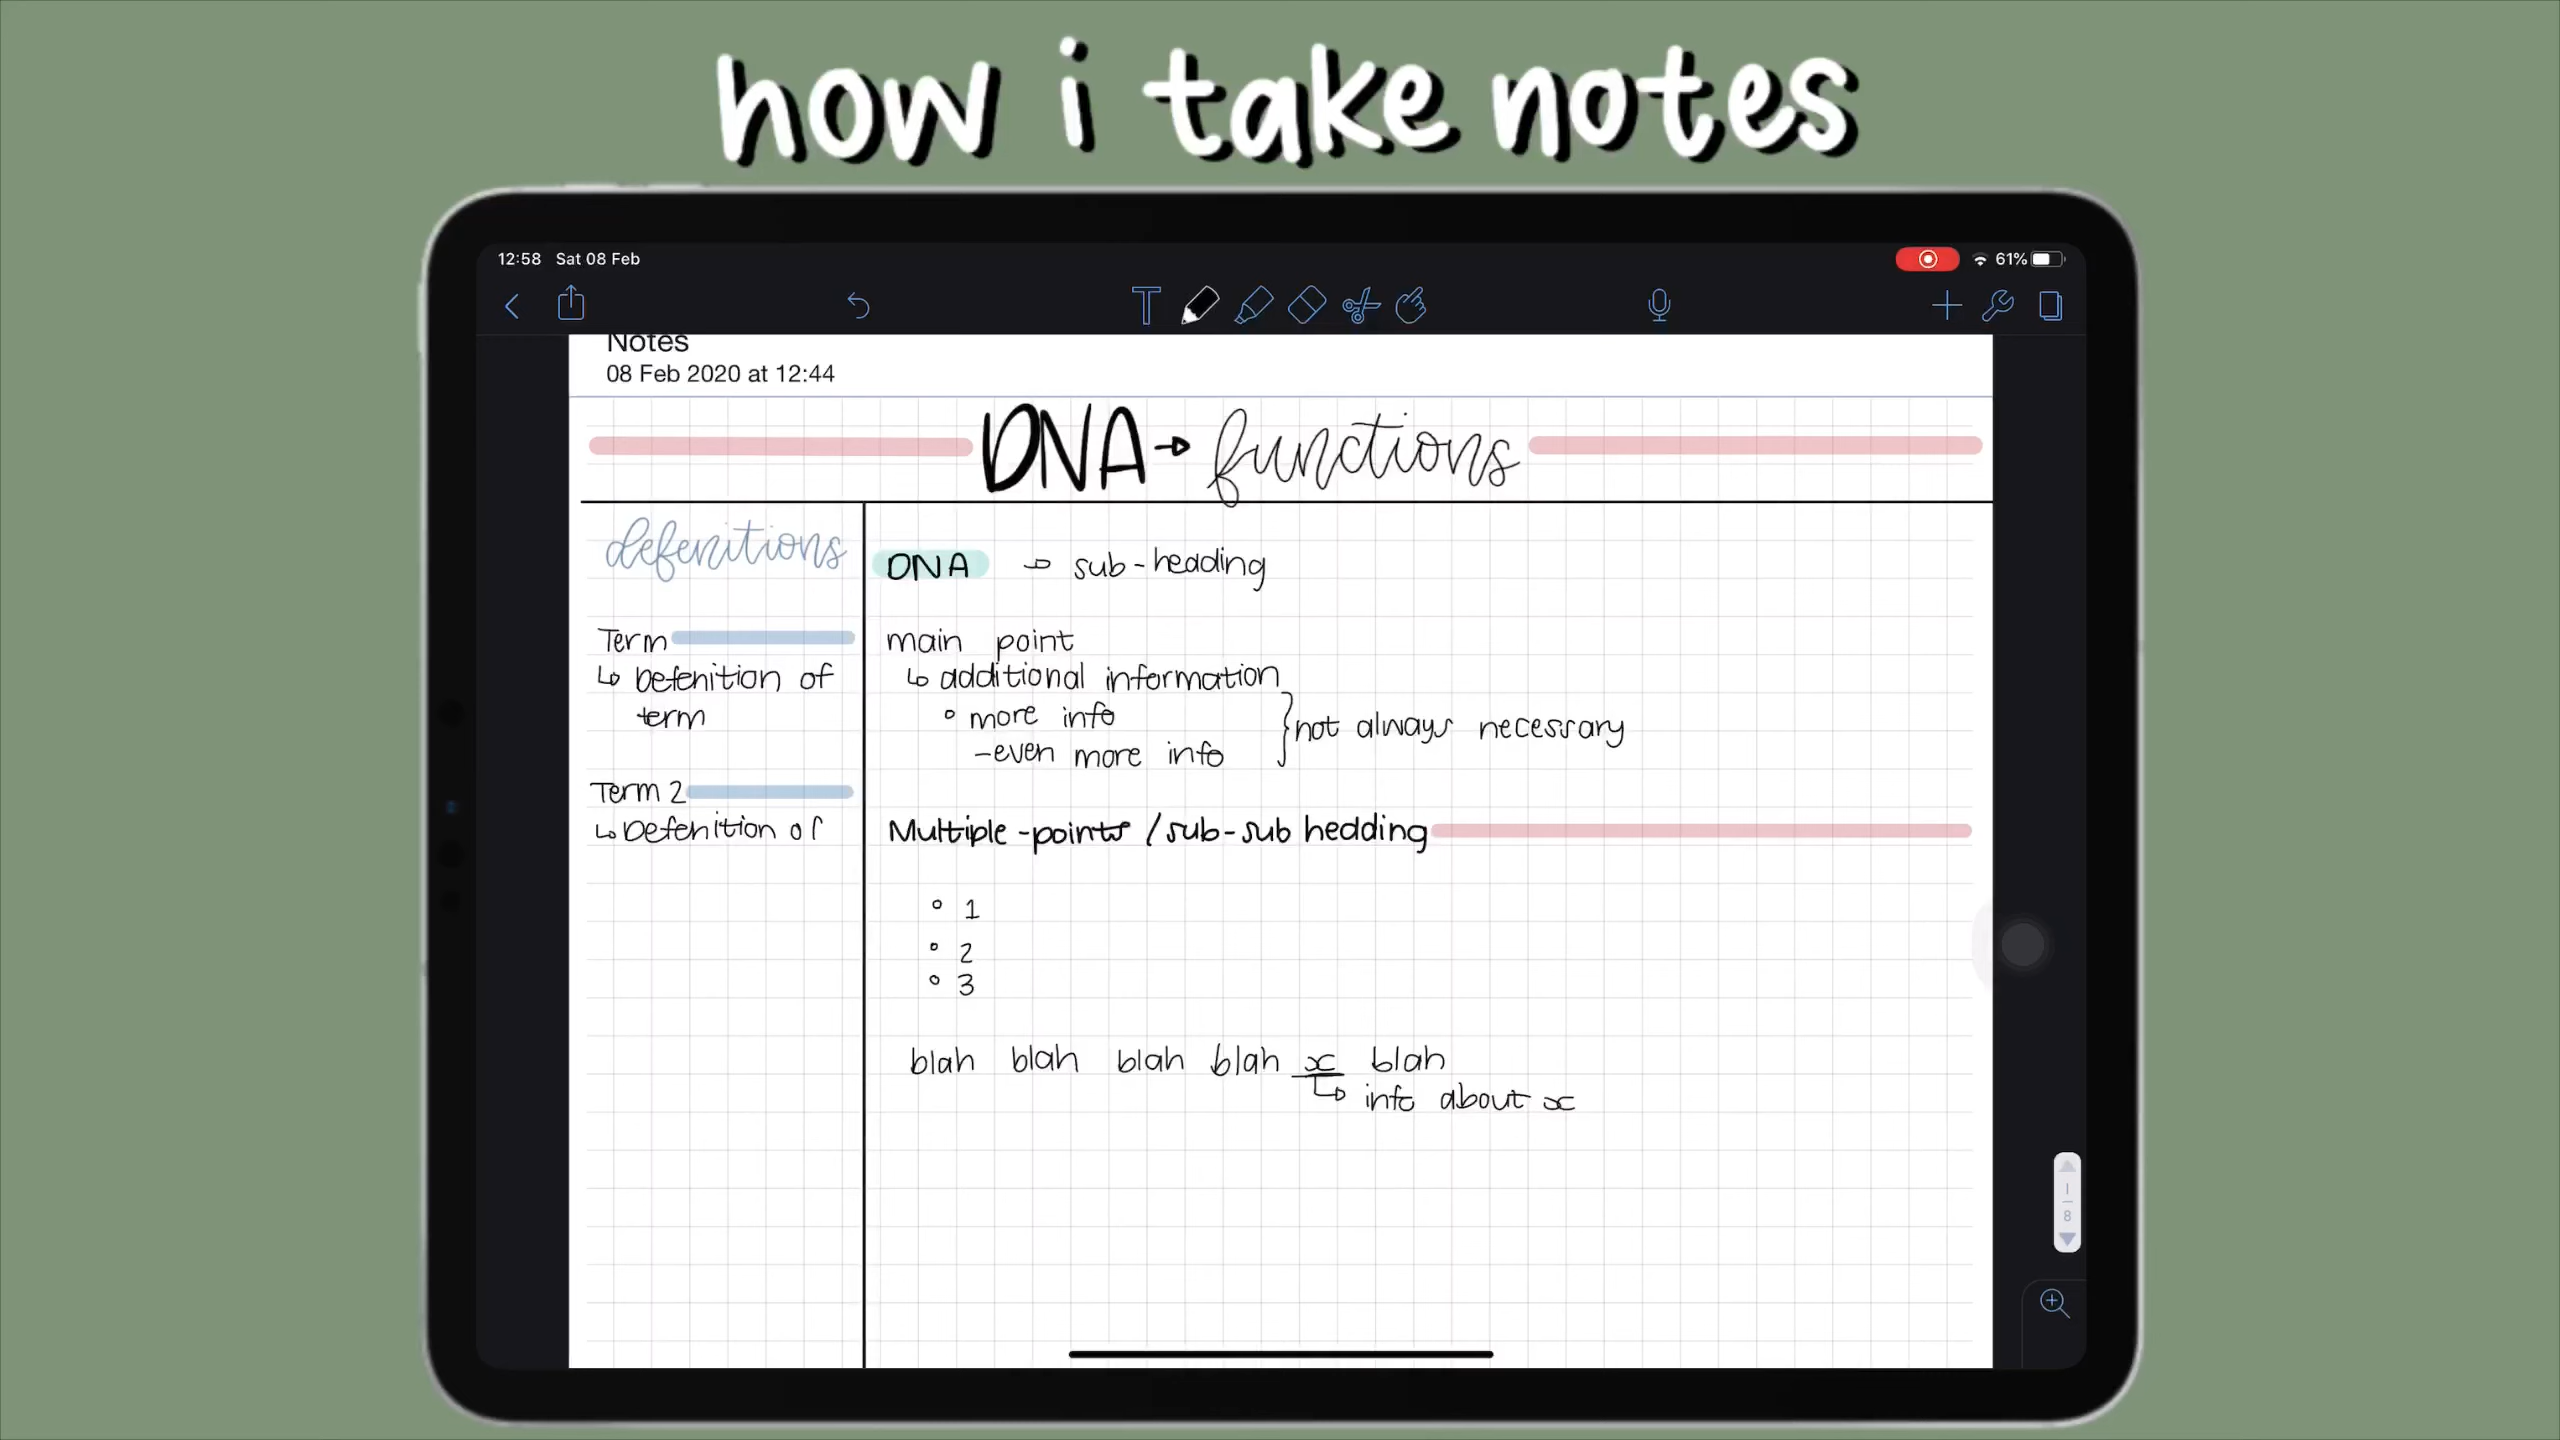 how i take notes
12:58 Sat 08 Feb
61%
Notes
08 Feb 2020 at 12:44
DNA → functions
defenitions
Term
↳ Defenition of
term
Term 2
↳ Defenition of
DNA → sub-heading
main point
↳ additional information
° more info
-even more info
} not always necessary
Multiple-points / sub-sub hedding
° 1
° 2
° 3
blah blah blah blah x blah
↳ info about x
1
8